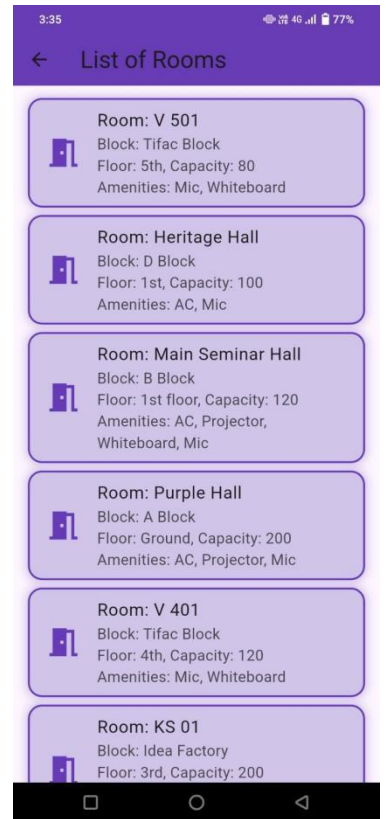 3:35
4G 77%
List of Rooms
Room: V 501
Block: Tifac Block
Floor: 5th, Capacity: 80
Amenities: Mic, Whiteboard
Room: Heritage Hall
Block: D Block
Floor: 1st, Capacity: 100
Amenities: AC, Mic
Room: Main Seminar Hall
Block: B Block
Floor: 1st floor, Capacity: 120
Amenities: AC, Projector,
Whiteboard, Mic
Room: Purple Hall
Block: A Block
Floor: Ground, Capacity: 200
Amenities: AC, Projector, Mic
Room: V 401
Block: Tifac Block
Floor: 4th, Capacity: 120
Amenities: Mic, Whiteboard
Room: KS 01
Block: Idea Factory
Floor: 3rd, Capacity: 200